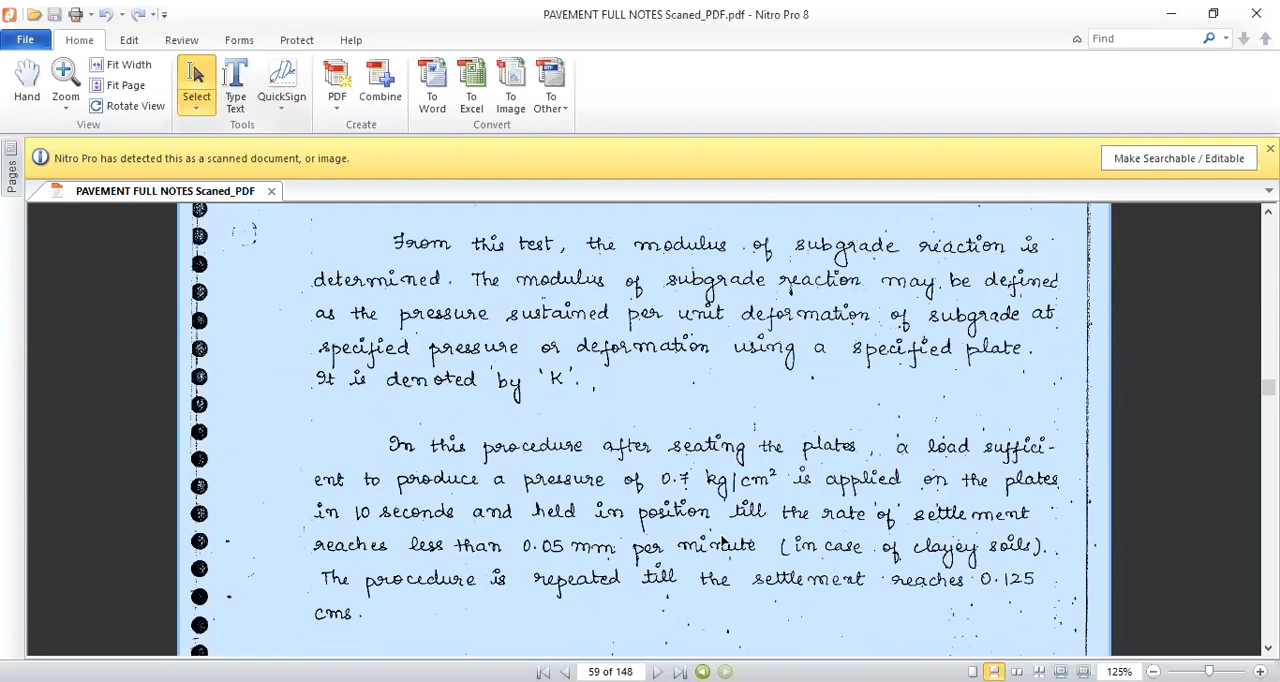 PAVEMENT FULL NOTES Scaned_PDF.pdf - Nitro Pro 8
File Home Edit Review Forms Protect Help Find
Hand Zoom Fit Width Fit Page Rotate View Select Type Text QuickSign PDF Combine To Word To Excel To Image To Other
View Tools Create Convert
Nitro Pro has detected this as a scanned document, or image. Make Searchable / Editable
Pages
PAVEMENT FULL NOTES Scaned_PDF
From this test, the modulus of subgrade reaction is
determined. The modulus of subgrade reaction may be defined
as the pressure sustained per unit deformation of subgrade at
specified pressure or deformation using a specified plate.
It is denoted by 'K'.
In this procedure after seating the plates, a load suffici-
ent to produce a pressure of 0.7 kg/cm² is applied on the plates
in 10 seconds and held in position till the rate of settlement
reaches less than 0.05 mm per minute (in case of clayey soils).
The procedure is repeated till the settlement reaches 0.125
cms.
59 of 148 125%